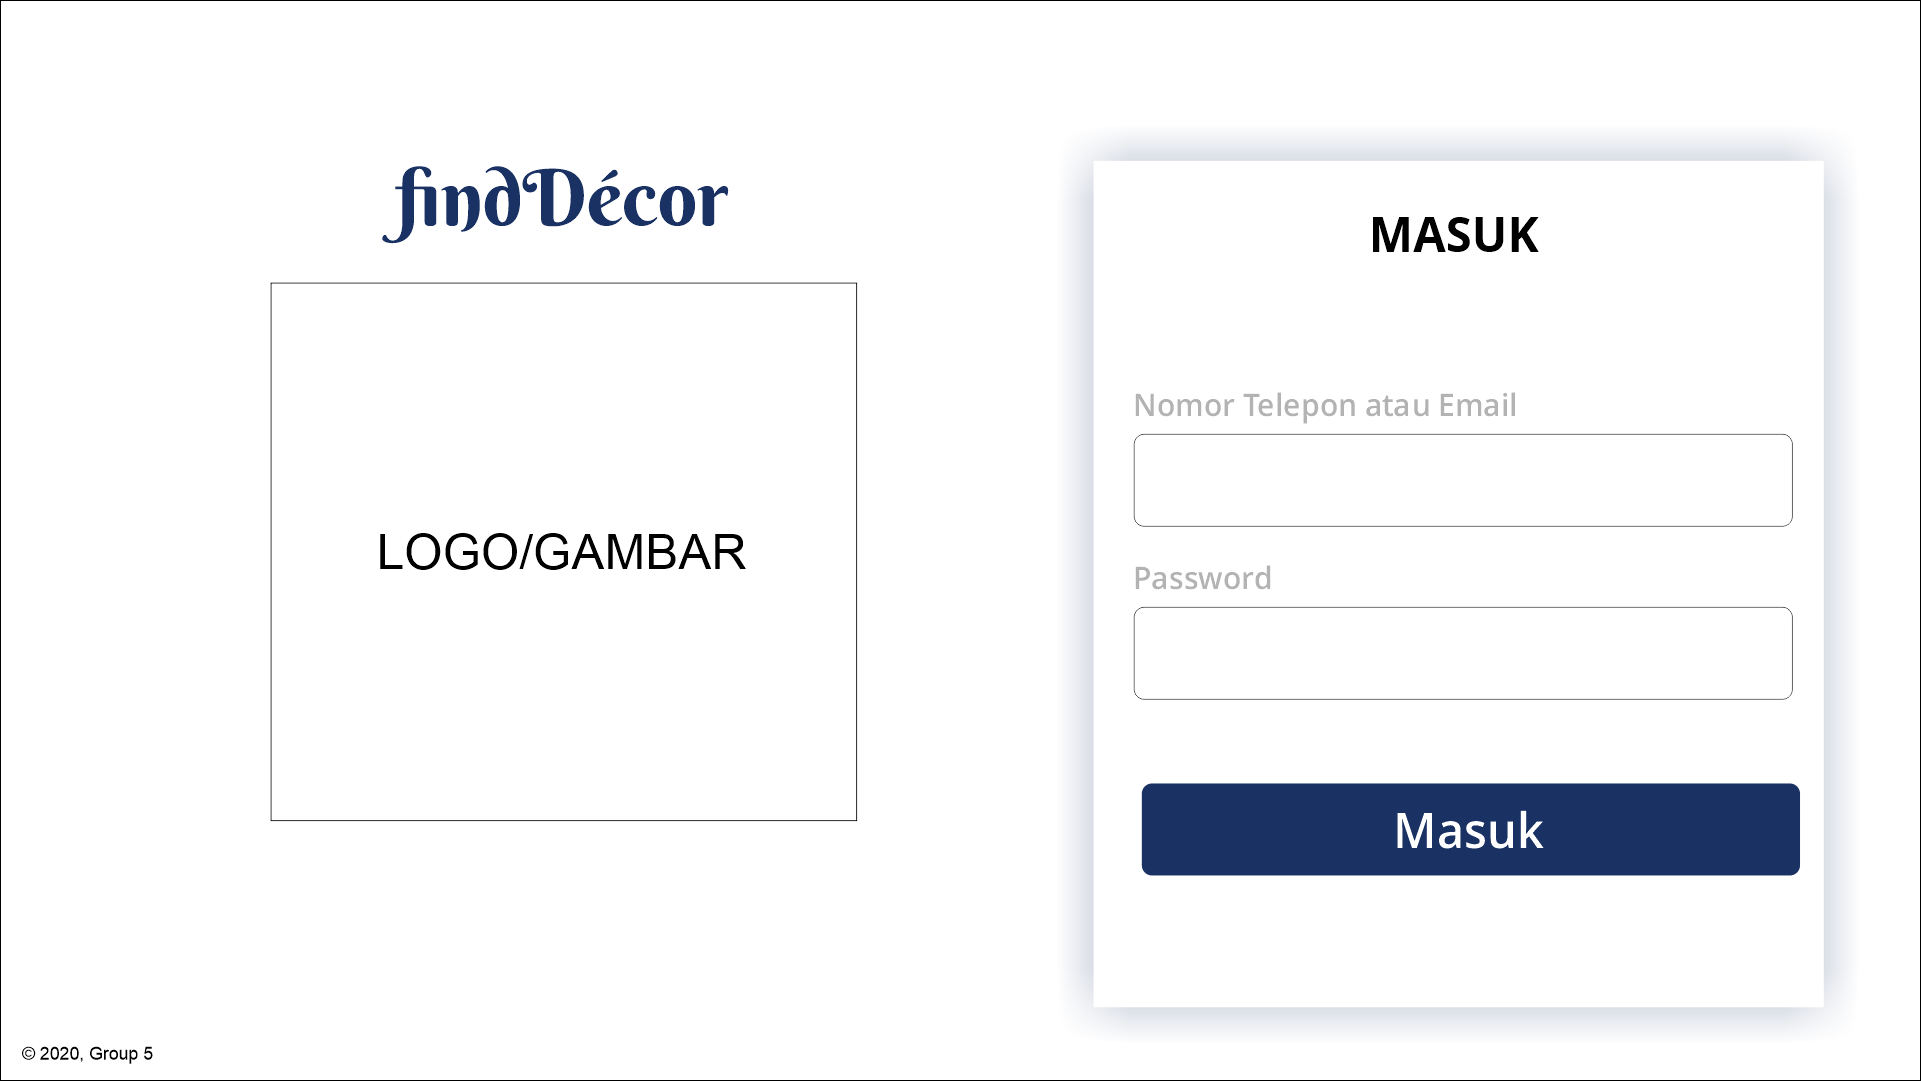 findDécor
LOGO/GAMBAR
MASUK
Nomor Telepon atau Email
Password
Masuk
© 2020, Group 5